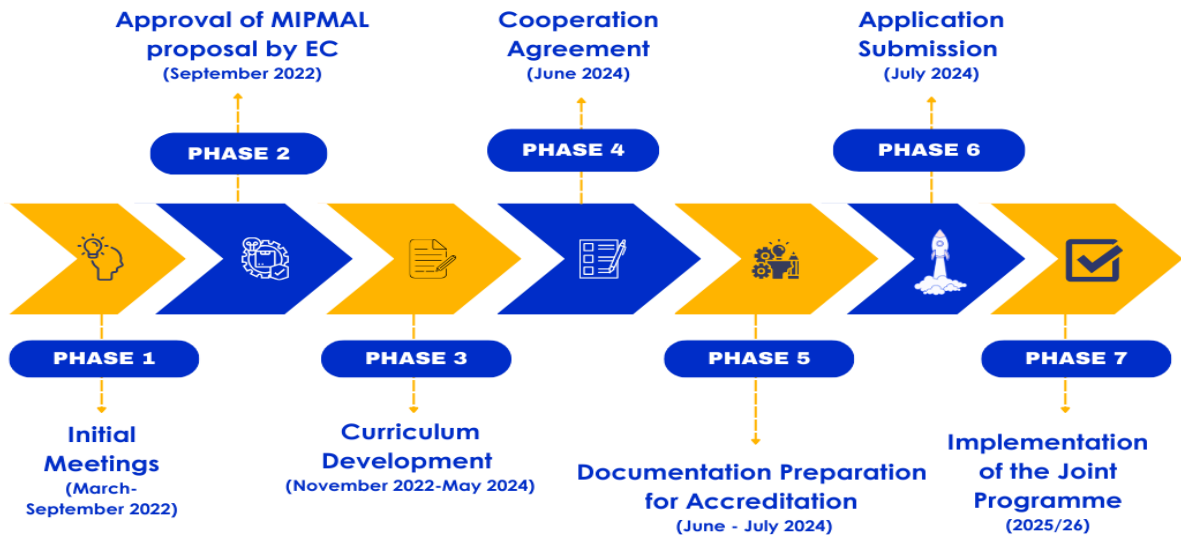 Approval of MIPMAL
proposal by EC
(September 2022)
Cooperation
Agreement
(June 2024)
Application
Submission
(July 2024)
PHASE 2
PHASE 4
PHASE 6
PHASE 1
PHASE 3
PHASE 5
PHASE 7
Initial
Meetings
(March-
September 2022)
Curriculum
Development
(November 2022-May 2024)
Documentation Preparation
for Accreditation
(June - July 2024)
Implementation
of the Joint
Programme
(2025/26)